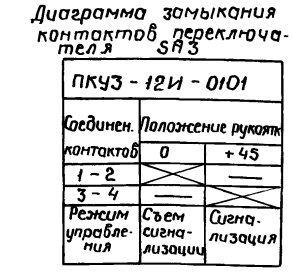 Диаграмма замыкания
контактов переключа-
теля SA3
ПКУЗ - 12И - 0101
Соединен. Положение рукоятк
контактов 0 +45
1 - 2 —
3 - 4 —
Режим Съем Сигна-
управле- сигна- лизация
ния лизации